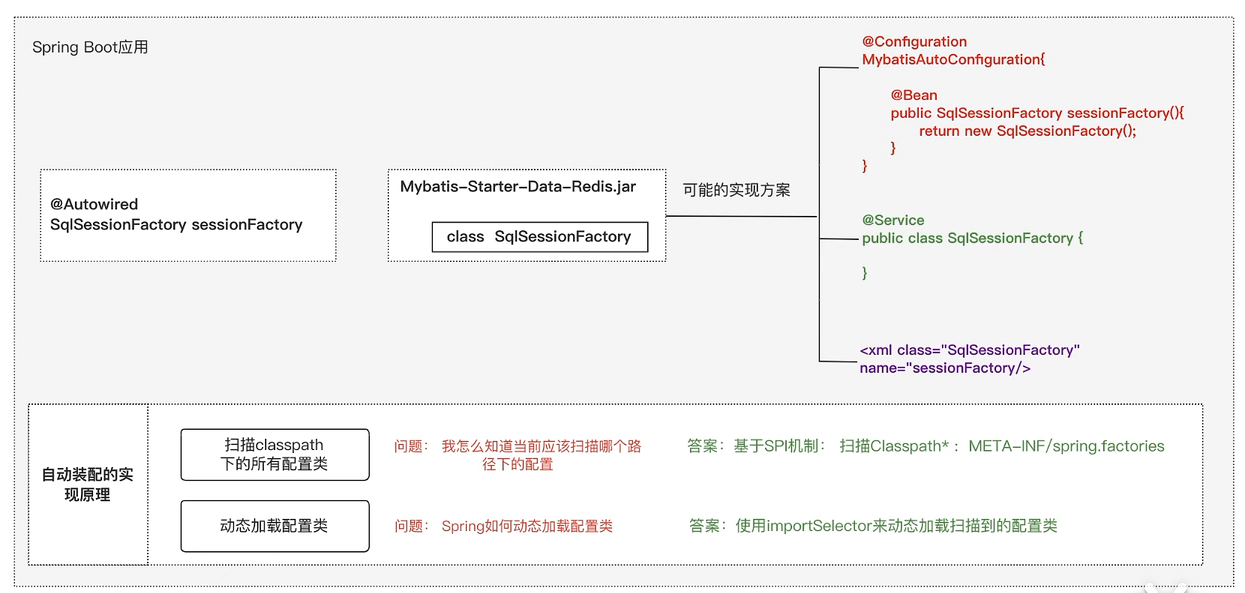 Spring Boot应用
@Autowired
SqlSessionFactory sessionFactory
Mybatis-Starter-Data-Redis.jar
class SqlSessionFactory
可能的实现方案
@Configuration
MybatisAutoConfiguration{
@Bean
public SqlSessionFactory sessionFactory(){
return new SqlSessionFactory();
}
}
@Service
public class SqlSessionFactory {
}
<xml class="SqlSessionFactory"
name="sessionFactory/>
自动装配的实
现原理
扫描classpath
下的所有配置类
问题： 我怎么知道当前应该扫描哪个路
径下的配置
答案：基于SPI机制： 扫描Classpath*： META-INF/spring.factories
动态加载配置类
问题： Spring如何动态加载配置类
答案：使用importSelector来动态加载扫描到的配置类